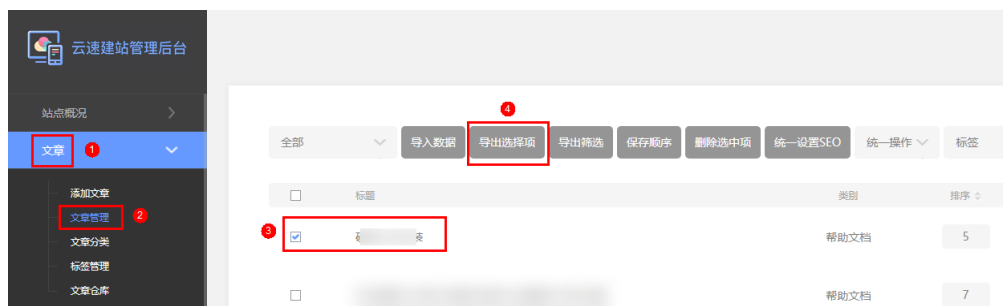 云速建站管理后台
站点概况
文章 1
添加文章
文章管理 2
文章分类
标签管理
文章仓库
4
全部 导入数据 导出选择项 导出筛选 保存顺序 删除选中项 统一设置SEO 统一操作 标签
标题 类别 排序
3 帮助文档 5
帮助文档 7